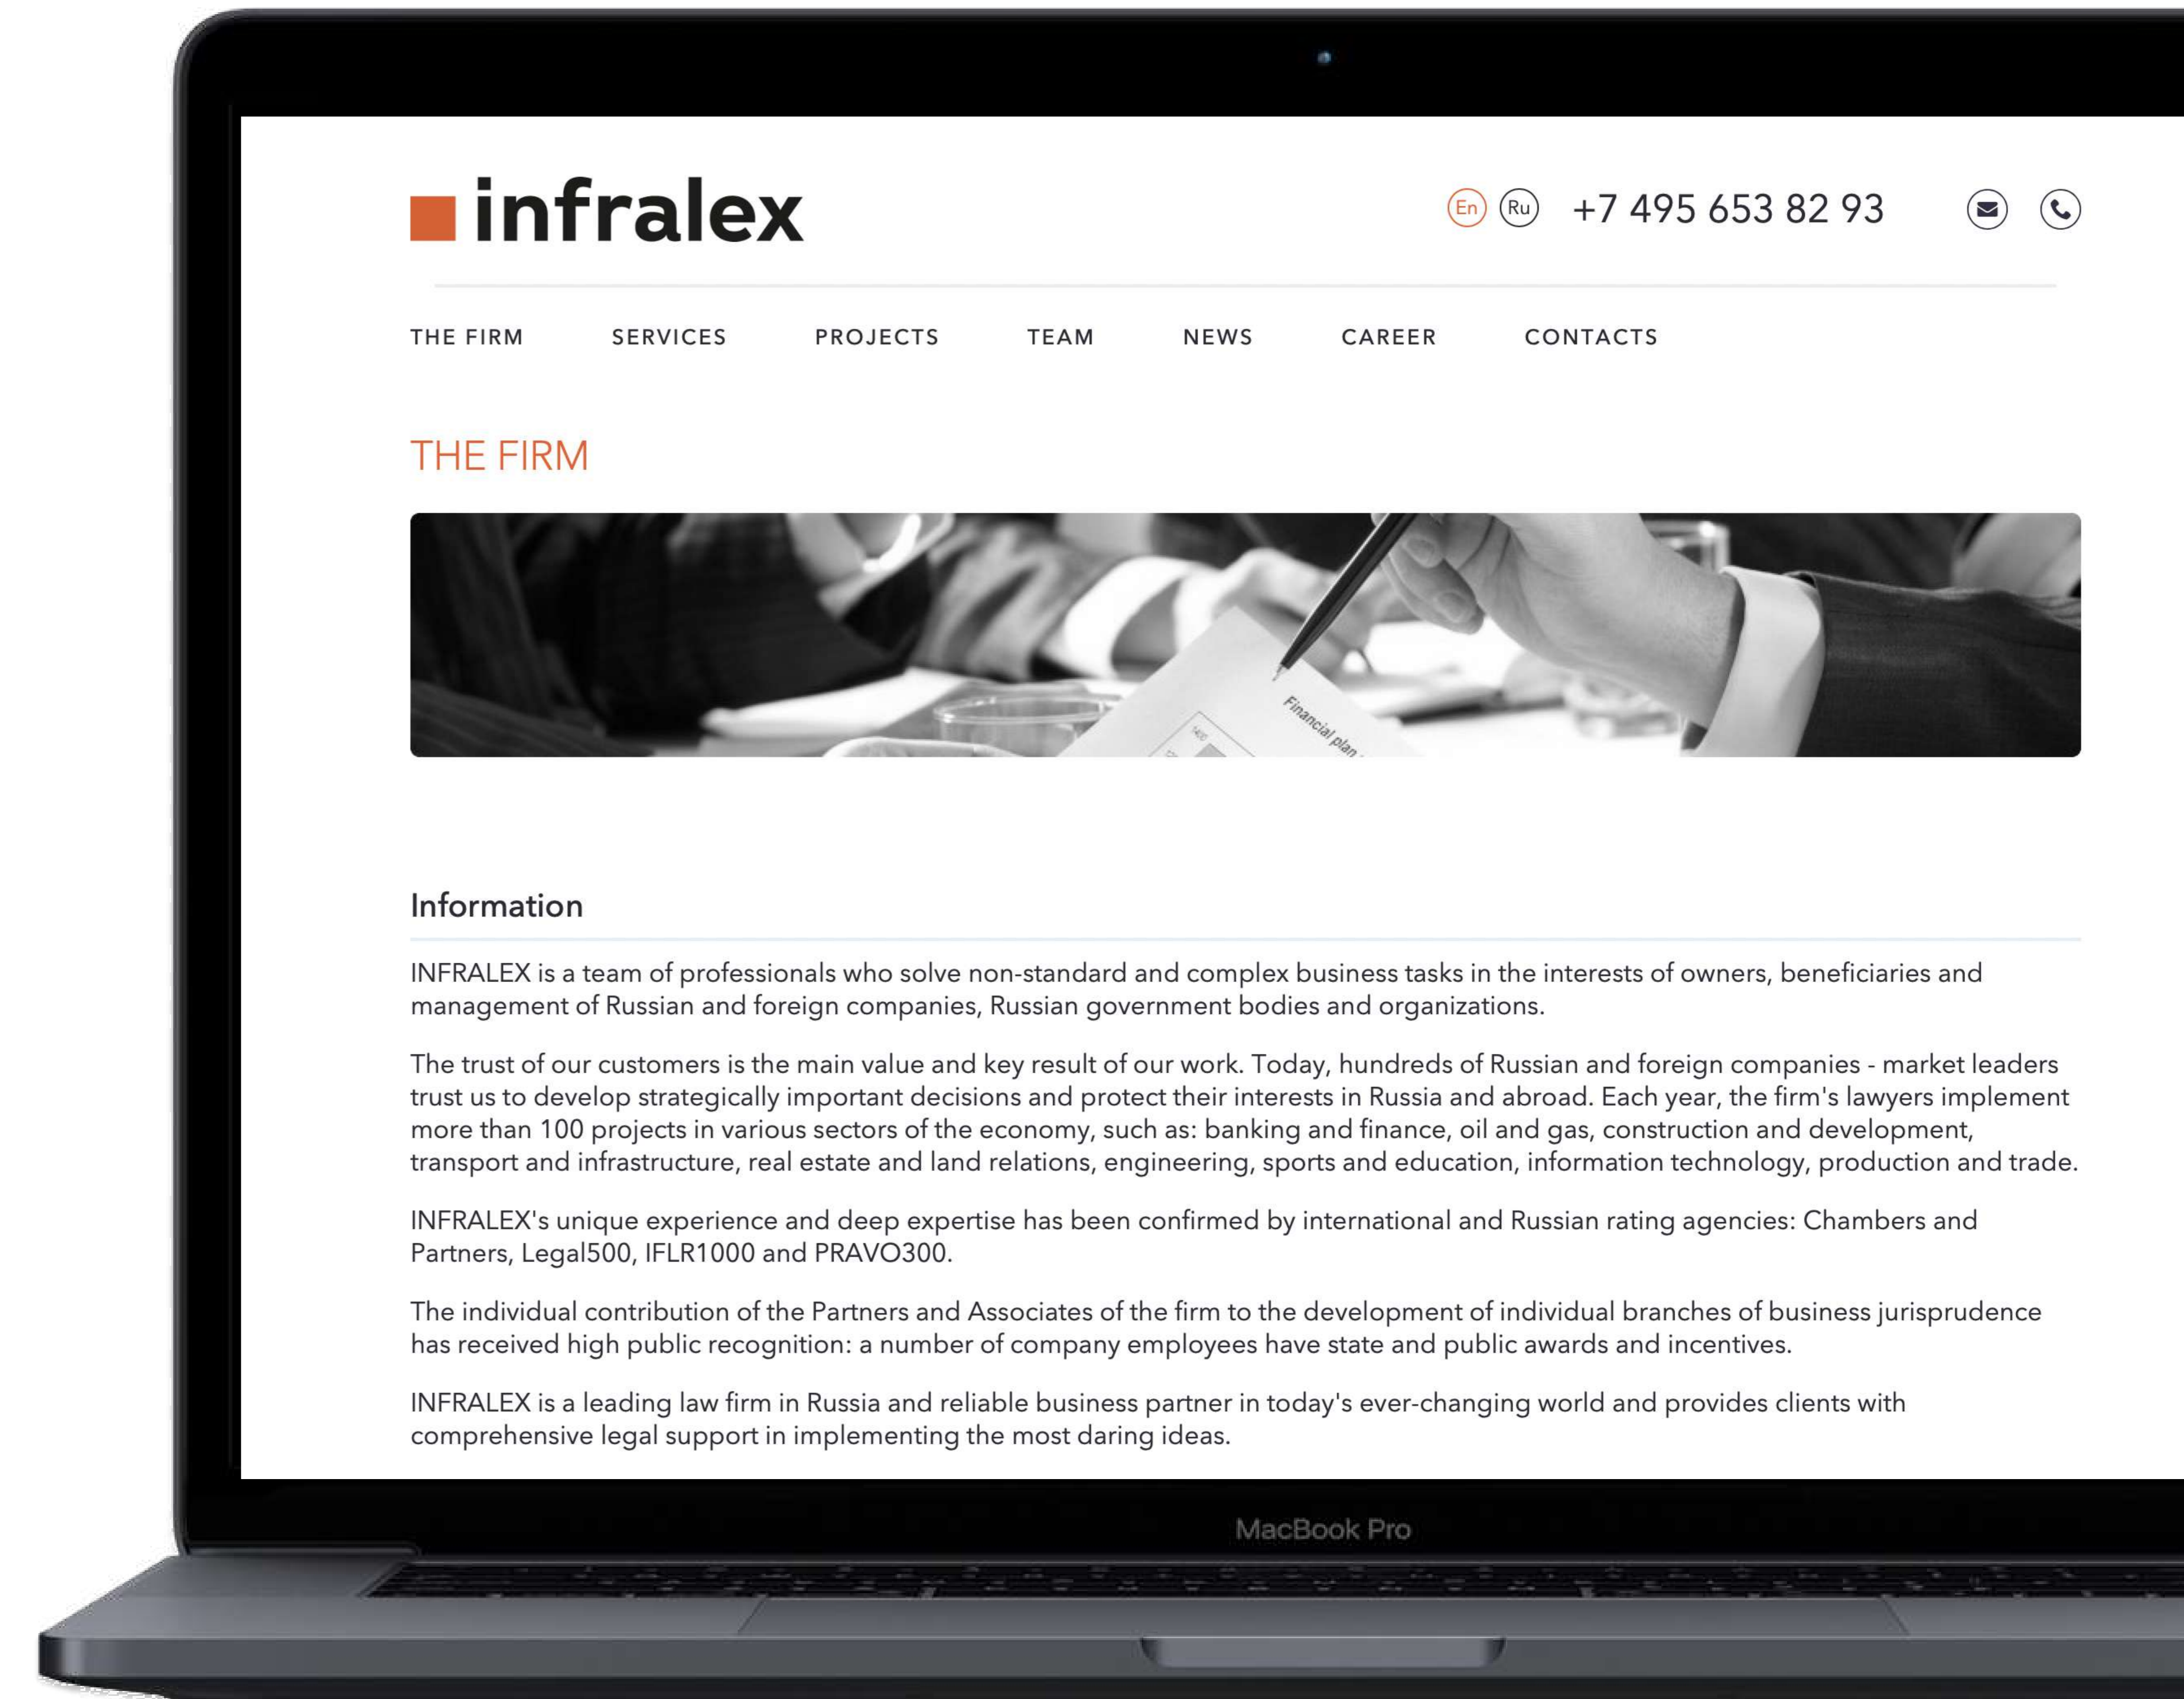 infralex
En Ru +7 495 653 82 93
THE FIRM SERVICES PROJECTS TEAM NEWS CAREER CONTACTS
THE FIRM
Financial plan
1400
Information
INFRALEX is a team of professionals who solve non-standard and complex business tasks in the interests of owners, beneficiaries and
management of Russian and foreign companies, Russian government bodies and organizations.
The trust of our customers is the main value and key result of our work. Today, hundreds of Russian and foreign companies - market leaders
trust us to develop strategically important decisions and protect their interests in Russia and abroad. Each year, the firm's lawyers implement
more than 100 projects in various sectors of the economy, such as: banking and finance, oil and gas, construction and development,
transport and infrastructure, real estate and land relations, engineering, sports and education, information technology, production and trade.
INFRALEX's unique experience and deep expertise has been confirmed by international and Russian rating agencies: Chambers and
Partners, Legal500, IFLR1000 and PRAVO300.
The individual contribution of the Partners and Associates of the firm to the development of individual branches of business jurisprudence
has received high public recognition: a number of company employees have state and public awards and incentives.
INFRALEX is a leading law firm in Russia and reliable business partner in today's ever-changing world and provides clients with
comprehensive legal support in implementing the most daring ideas.
MacBook Pro